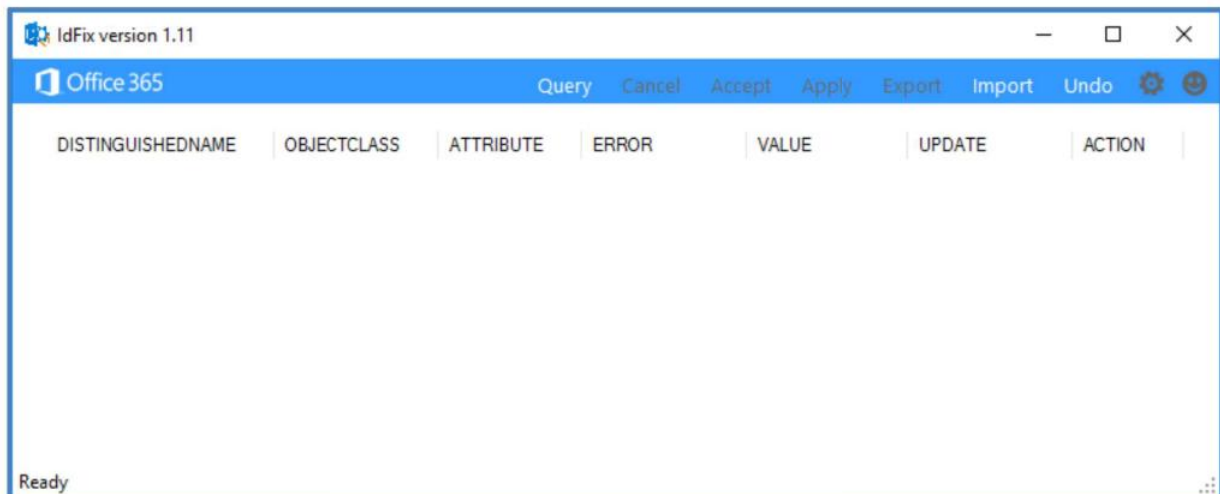 IdFix version 1.11
Office 365 Query Cancel Accept Apply Export Import Undo
DISTINGUISHEDNAME OBJECTCLASS ATTRIBUTE ERROR VALUE UPDATE ACTION
Ready